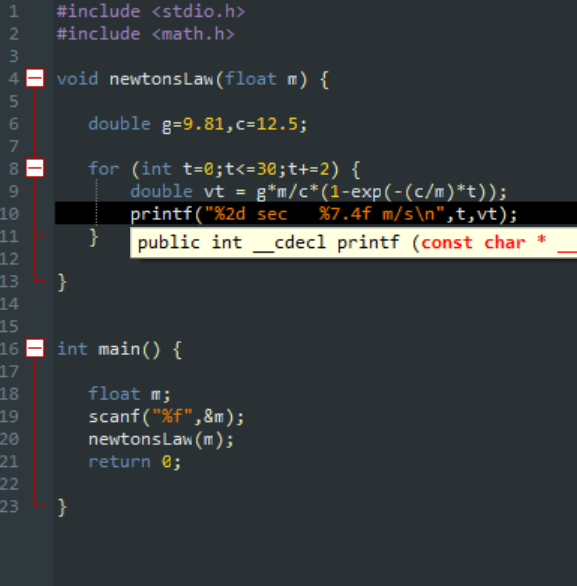 1 #include <stdio.h>
2 #include <math.h>
3
4 void newtonsLaw(float m) {
5
6 double g=9.81,c=12.5;
7
8 for (int t=0;t<=30;t+=2) {
9 double vt = g*m/c*(1-exp(-(c/m)*t));
10 printf("%2d sec   %7.4f m/s\n",t,vt);
11 }
public int __cdecl printf (const char * __
12
13 }
14
15
16 int main() {
17
18 float m;
19 scanf("%f",&m);
20 newtonsLaw(m);
21 return 0;
22
23 }